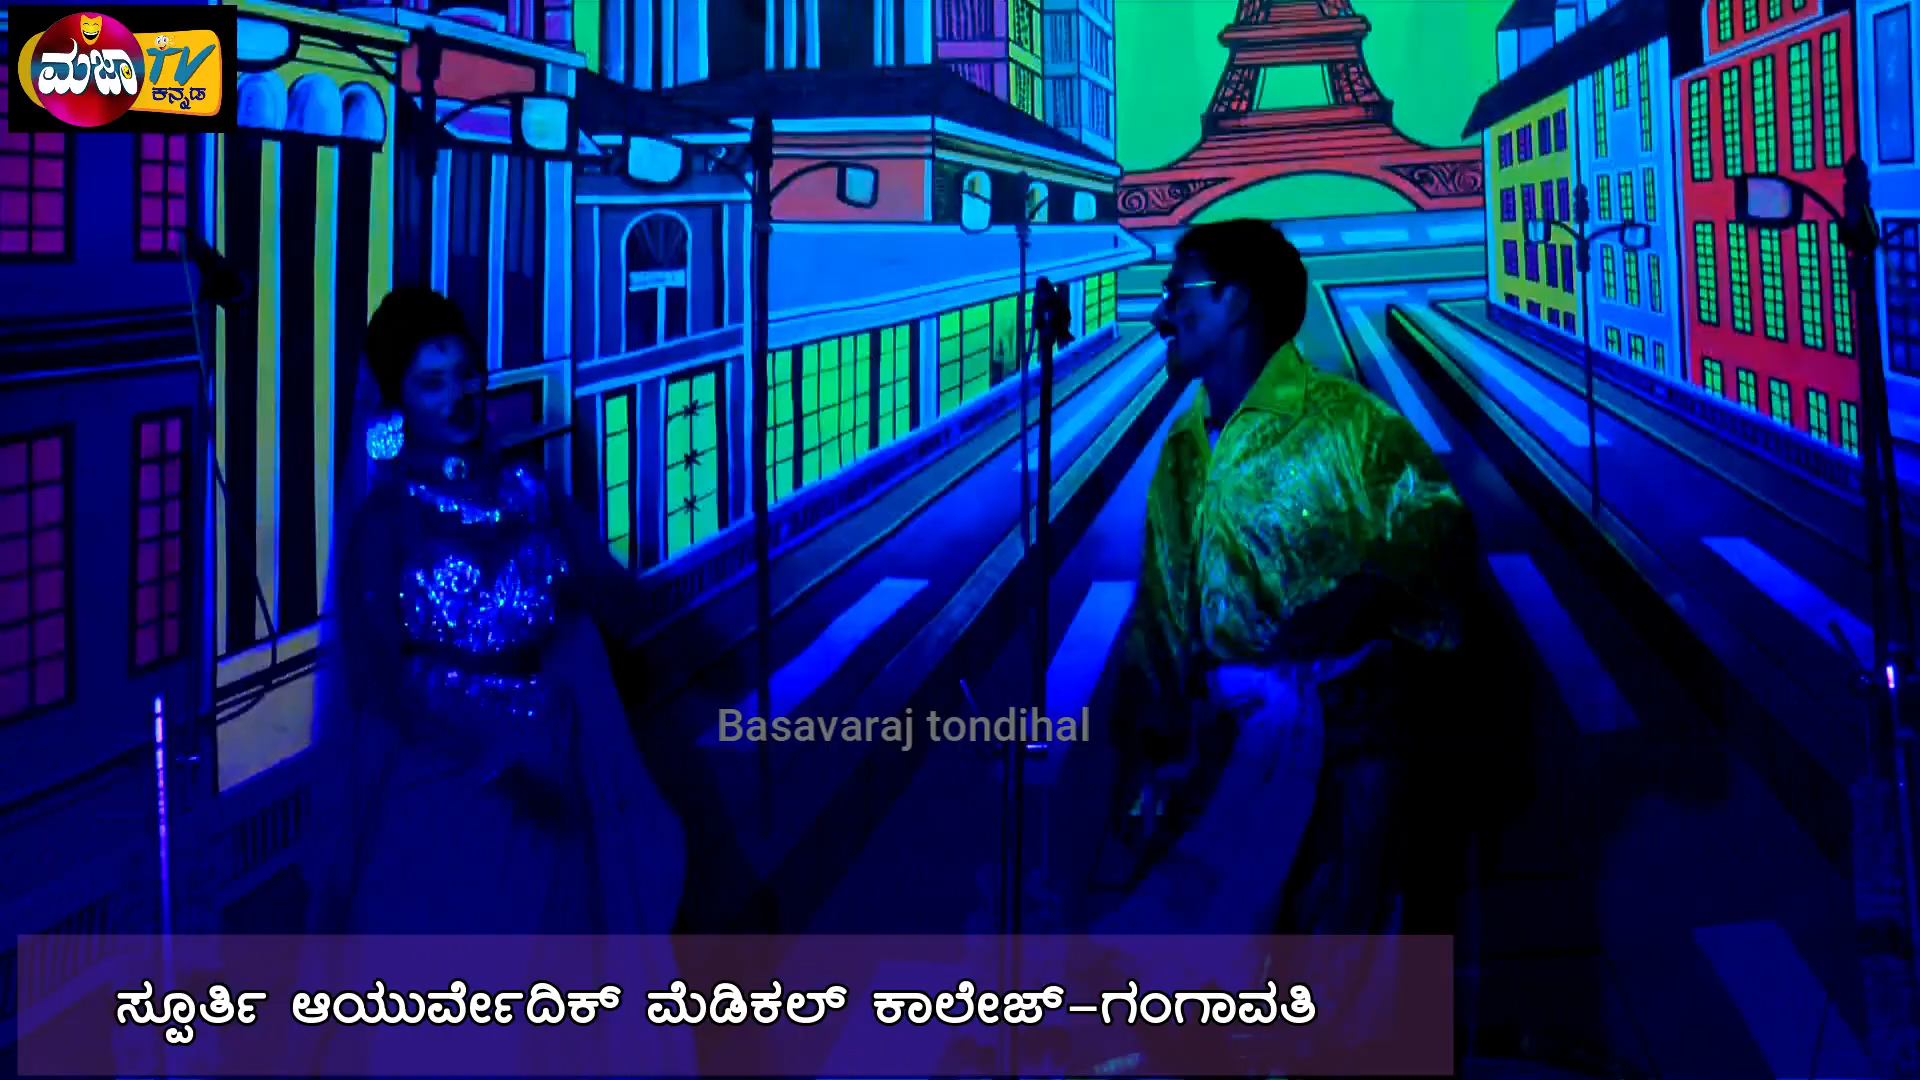 ಮಜಾ TV
ಕನ್ನಡ
Basavaraj tondihal
ಸ್ಪೂರ್ತಿ ಆಯುರ್ವೇದಿಕ್ ಮೆಡಿಕಲ್ ಕಾಲೇಜ್-ಗಂಗಾವತಿ